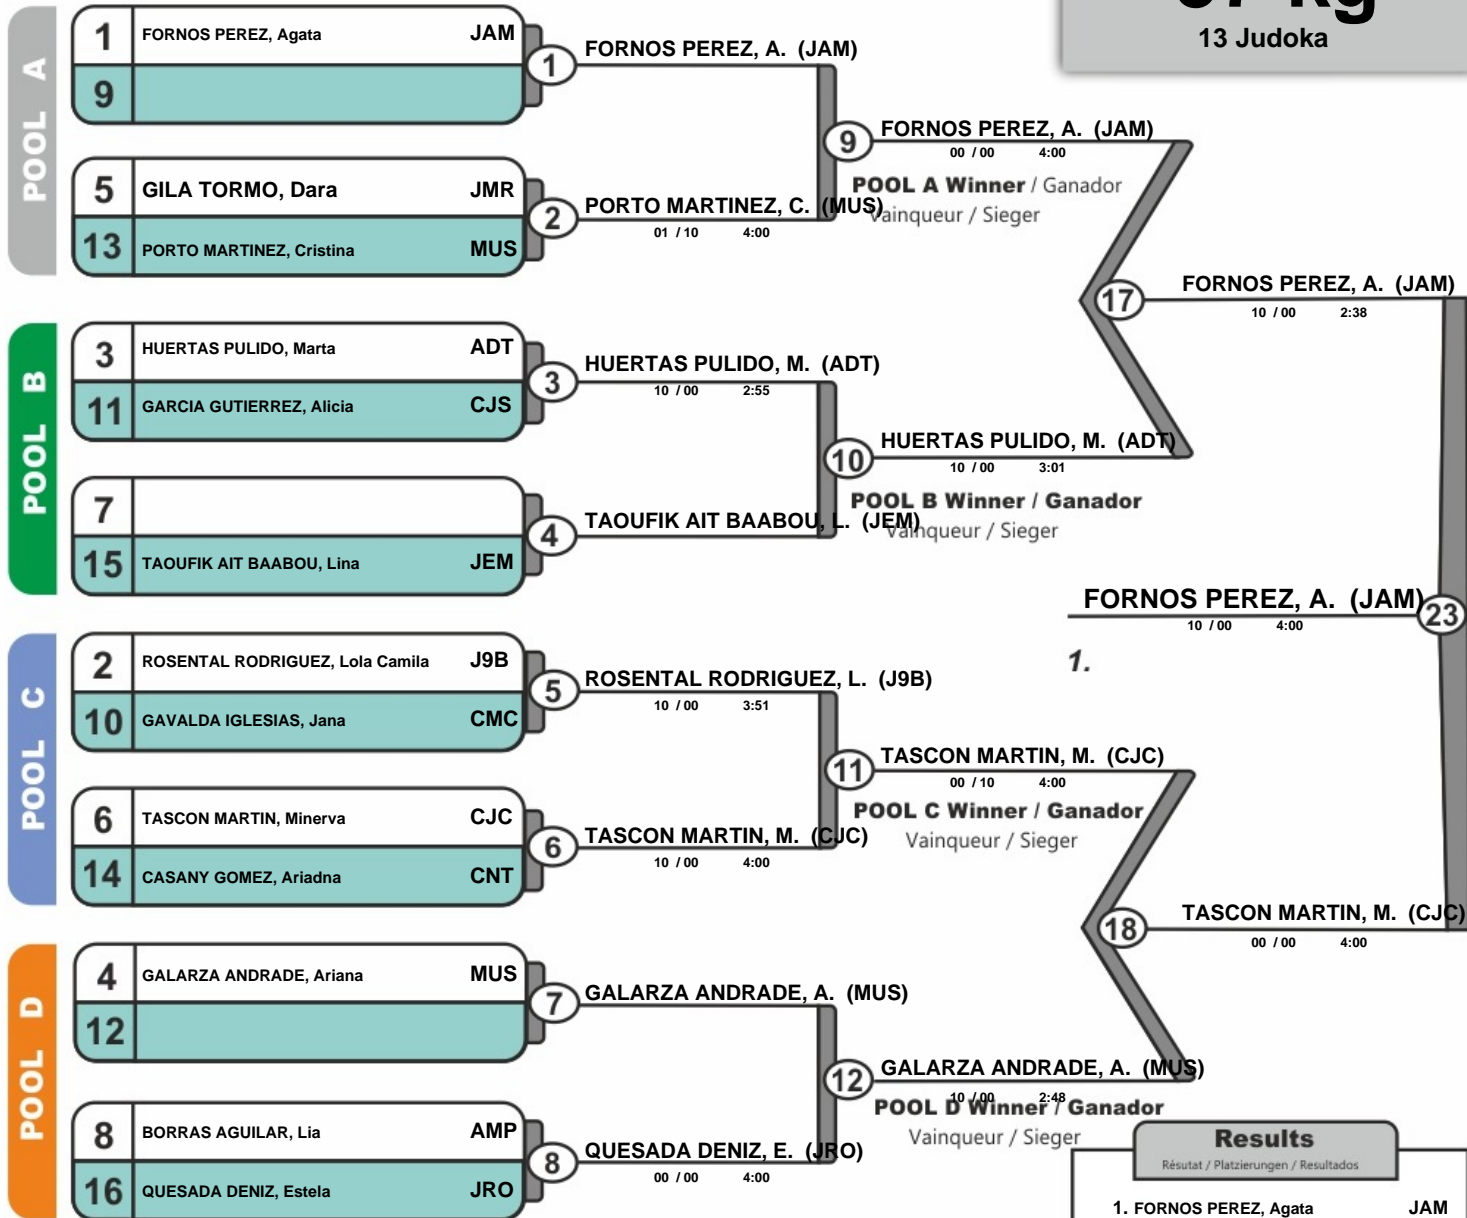 13 Judoka
POOL A
1 FORNOS PEREZ, Agata JAM
9
1 FORNOS PEREZ, A. (JAM)
5 GILA TORMO, Dara JMR
13 PORTO MARTINEZ, Cristina MUS
2 PORTO MARTINEZ, C. (MUS)
01 / 10 4:00
9 FORNOS PEREZ, A. (JAM)
00 / 00 4:00
POOL A Winner / Ganador
Vainqueur / Sieger
POOL B
3 HUERTAS PULIDO, Marta ADT
11 GARCIA GUTIERREZ, Alicia CJS
3 HUERTAS PULIDO, M. (ADT)
10 / 00 2:55
7
15 TAOUFIK AIT BAABOU, Lina JEM
4 TAOUFIK AIT BAABOU, L. (JEM)
10 HUERTAS PULIDO, M. (ADT)
10 / 00 3:01
POOL B Winner / Ganador
Vainqueur / Sieger
17 FORNOS PEREZ, A. (JAM)
10 / 00 2:38
FORNOS PEREZ, A. (JAM) 23
10 / 00 4:00
1.
POOL C
2 ROSENTAL RODRIGUEZ, Lola Camila J9B
10 GAVALDA IGLESIAS, Jana CMC
5 ROSENTAL RODRIGUEZ, L. (J9B)
10 / 00 3:51
6 TASCON MARTIN, Minerva CJC
14 CASANY GOMEZ, Ariadna CNT
6 TASCON MARTIN, M. (CJC)
10 / 00 4:00
11 TASCON MARTIN, M. (CJC)
00 / 10 4:00
POOL C Winner / Ganador
Vainqueur / Sieger
18 TASCON MARTIN, M. (CJC)
00 / 00 4:00
POOL D
4 GALARZA ANDRADE, Ariana MUS
12
7 GALARZA ANDRADE, A. (MUS)
8 BORRAS AGUILAR, Lia AMP
16 QUESADA DENIZ, Estela JRO
8 QUESADA DENIZ, E. (JRO)
00 / 00 4:00
12 GALARZA ANDRADE, A. (MUS)
10 / 00 2:48
POOL D Winner / Ganador
Vainqueur / Sieger
Results
Résutat / Platzierungen / Resultados
1. FORNOS PEREZ, Agata JAM